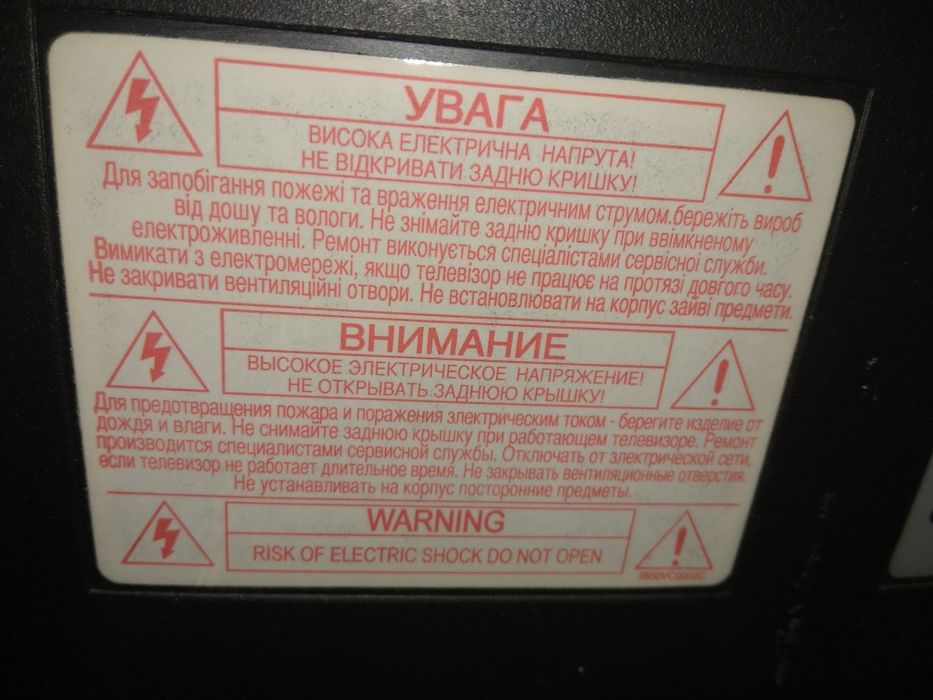 УВАГА
ВИСОКА ЕЛЕКТРИЧНА НАПРУТА!
НЕ ВІДКРИВАТИ ЗАДНЮ КРИШКУ!
Для запобігання пожежі та враження електричним струмом.бережіть вироб
від дошу та вологи. Не знімайте задню кришку при ввімкненому
електроживленні. Ремонт виконується спеціалістами сервісної служби.
Вимикати з електромережі, якщо телевізор не працює на протязі довгого часу.
Не закривати вентиляційні отвори. Не встановлювати на корпус зайві предмети.
ВНИМАНИЕ
ВЫСОКОЕ ЭЛЕКТРИЧЕСКОЕ НАПРЯЖЕНИЕ!
НЕ ОТКРЫВАТЬ ЗАДНЮЮ КРЫШКУ!
Для предотвращения пожара и поражения злектрическим током - берегите изделие от
дождя и влаги. Не снимайте заднюю крышку при работающем телевизоре. Ремонт
производится специалистами сервисной службы. Отключать от злектрической сети,
если телевизор не работает длительное время. Не закрывать вентиляционные отверстия.
Не устанавливать на корпус посторонние предметы.
WARNING
RISK OF ELECTRIC SHOCK DO NOT OPEN